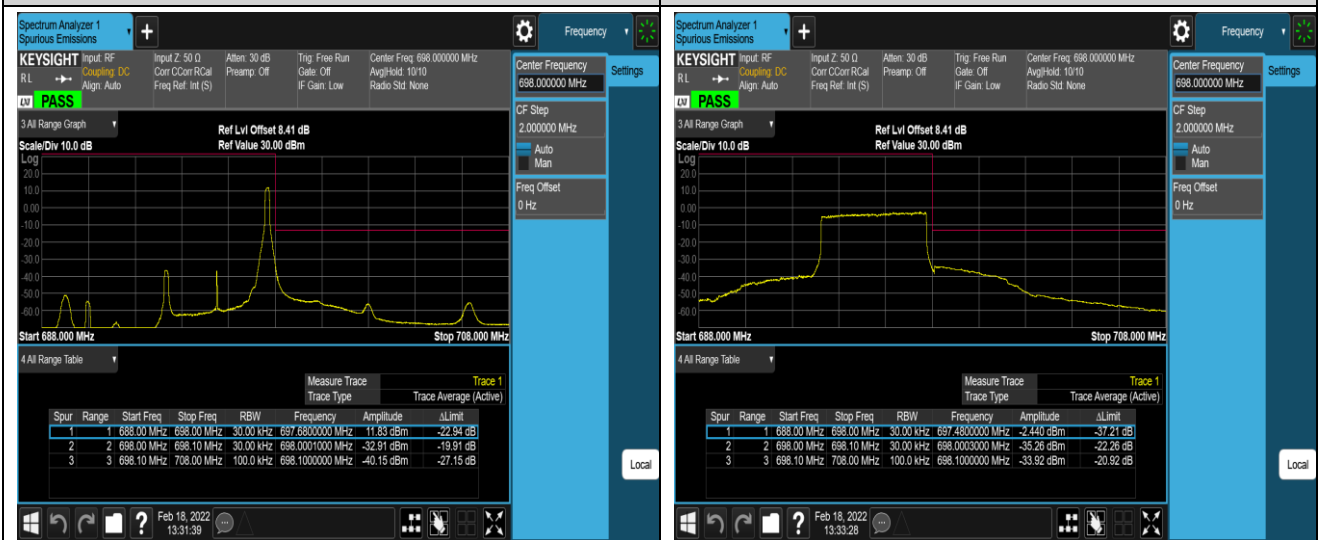 Spectrum Analyzer 1
Spurious Emissions
Frequency
KEYSIGHT Input: RF Input Z: 50 Ω Atten: 30 dB Trig: Free Run Center Freq: 698.000000 MHz
RL Coupling: DC Corr CCorr RCal Preamp: Off Gate: Off Avg|Hold: 10/10
Align: Auto Freq Ref: Int (S) IF Gain: Low Radio Std: None
LXI PASS
Center Frequency
698.000000 MHz
Settings
CF Step
2.000000 MHz
Auto
Man
Freq Offset
0 Hz
3 All Range Graph
Ref Lvl Offset 8.41 dB
Scale/Div 10.0 dB Ref Value 30.00 dBm
Log
20.0
10.0
0.00
-10.0
-20.0
-30.0
-40.0
-50.0
-60.0
Start 688.000 MHz Stop 708.000 MHz
4 All Range Table
Measure Trace Trace 1
Trace Type Trace Average (Active)
Spur Range Start Freq Stop Freq RBW Frequency Amplitude ΔLimit
1 1 688.00 MHz 698.00 MHz 30.00 kHz 697.6800000 MHz 11.83 dBm -22.94 dB
2 2 698.00 MHz 698.10 MHz 30.00 kHz 698.0001000 MHz -32.91 dBm -19.91 dB
3 3 698.10 MHz 708.00 MHz 100.0 kHz 698.1000000 MHz -40.15 dBm -27.15 dB
Local
?
Feb 18, 2022
13:31:39
Spectrum Analyzer 1
Spurious Emissions
Frequency
KEYSIGHT Input: RF Input Z: 50 Ω Atten: 30 dB Trig: Free Run Center Freq: 698.000000 MHz
RL Coupling: DC Corr CCorr RCal Preamp: Off Gate: Off Avg|Hold: 10/10
Align: Auto Freq Ref: Int (S) IF Gain: Low Radio Std: None
LXI PASS
Center Frequency
698.000000 MHz
Settings
CF Step
2.000000 MHz
Auto
Man
Freq Offset
0 Hz
3 All Range Graph
Ref Lvl Offset 8.41 dB
Scale/Div 10.0 dB Ref Value 30.00 dBm
Log
20.0
10.0
0.00
-10.0
-20.0
-30.0
-40.0
-50.0
-60.0
Start 688.000 MHz Stop 708.000 MHz
4 All Range Table
Measure Trace Trace 1
Trace Type Trace Average (Active)
Spur Range Start Freq Stop Freq RBW Frequency Amplitude ΔLimit
1 1 688.00 MHz 698.00 MHz 30.00 kHz 697.4800000 MHz -2.440 dBm -37.21 dB
2 2 698.00 MHz 698.10 MHz 30.00 kHz 698.0003000 MHz -35.26 dBm -22.26 dB
3 3 698.10 MHz 708.00 MHz 100.0 kHz 698.1000000 MHz -33.92 dBm -20.92 dB
Local
?
Feb 18, 2022
13:33:28